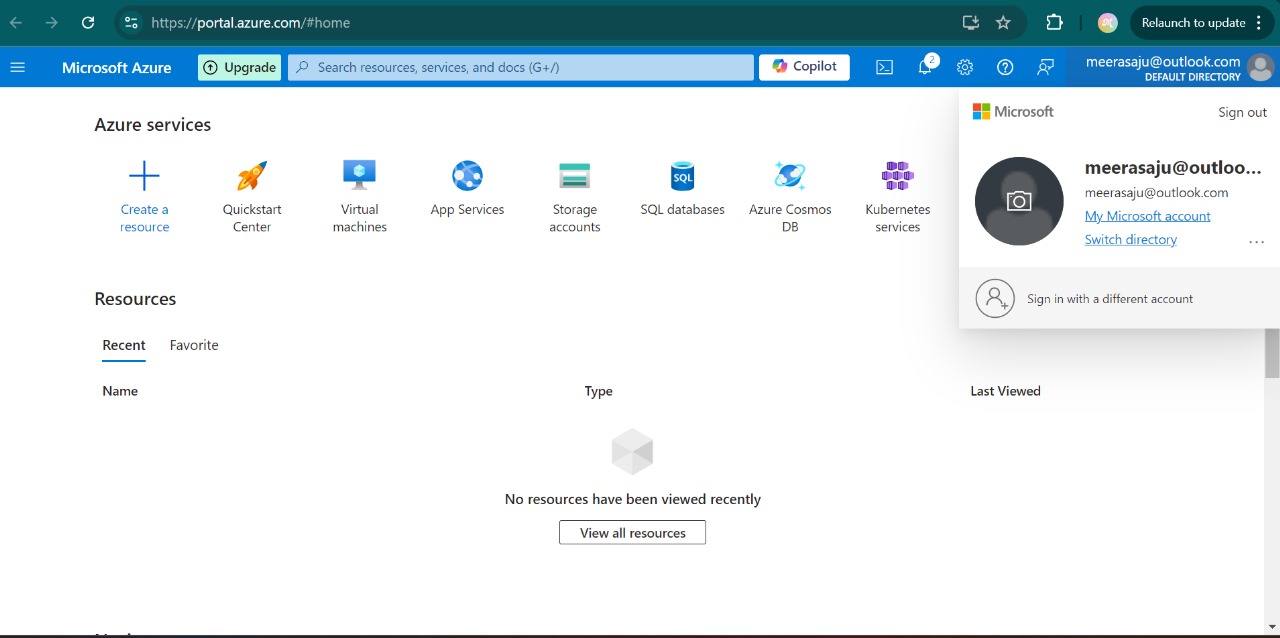 https://portal.azure.com/#home
Relaunch to update
Microsoft Azure
Upgrade
Search resources, services, and docs (G+/)
Copilot
2
meerasaju@outlook.com
DEFAULT DIRECTORY
Microsoft
Sign out
meerasaju@outloo...
meerasaju@outlook.com
My Microsoft account
Switch directory
...
Sign in with a different account
Azure services
Create a
resource
Quickstart
Center
Virtual
machines
App Services
Storage
accounts
SQL
SQL databases
Azure Cosmos
DB
Kubernetes
services
Resources
Recent
Favorite
Name
Type
Last Viewed
No resources have been viewed recently
View all resources